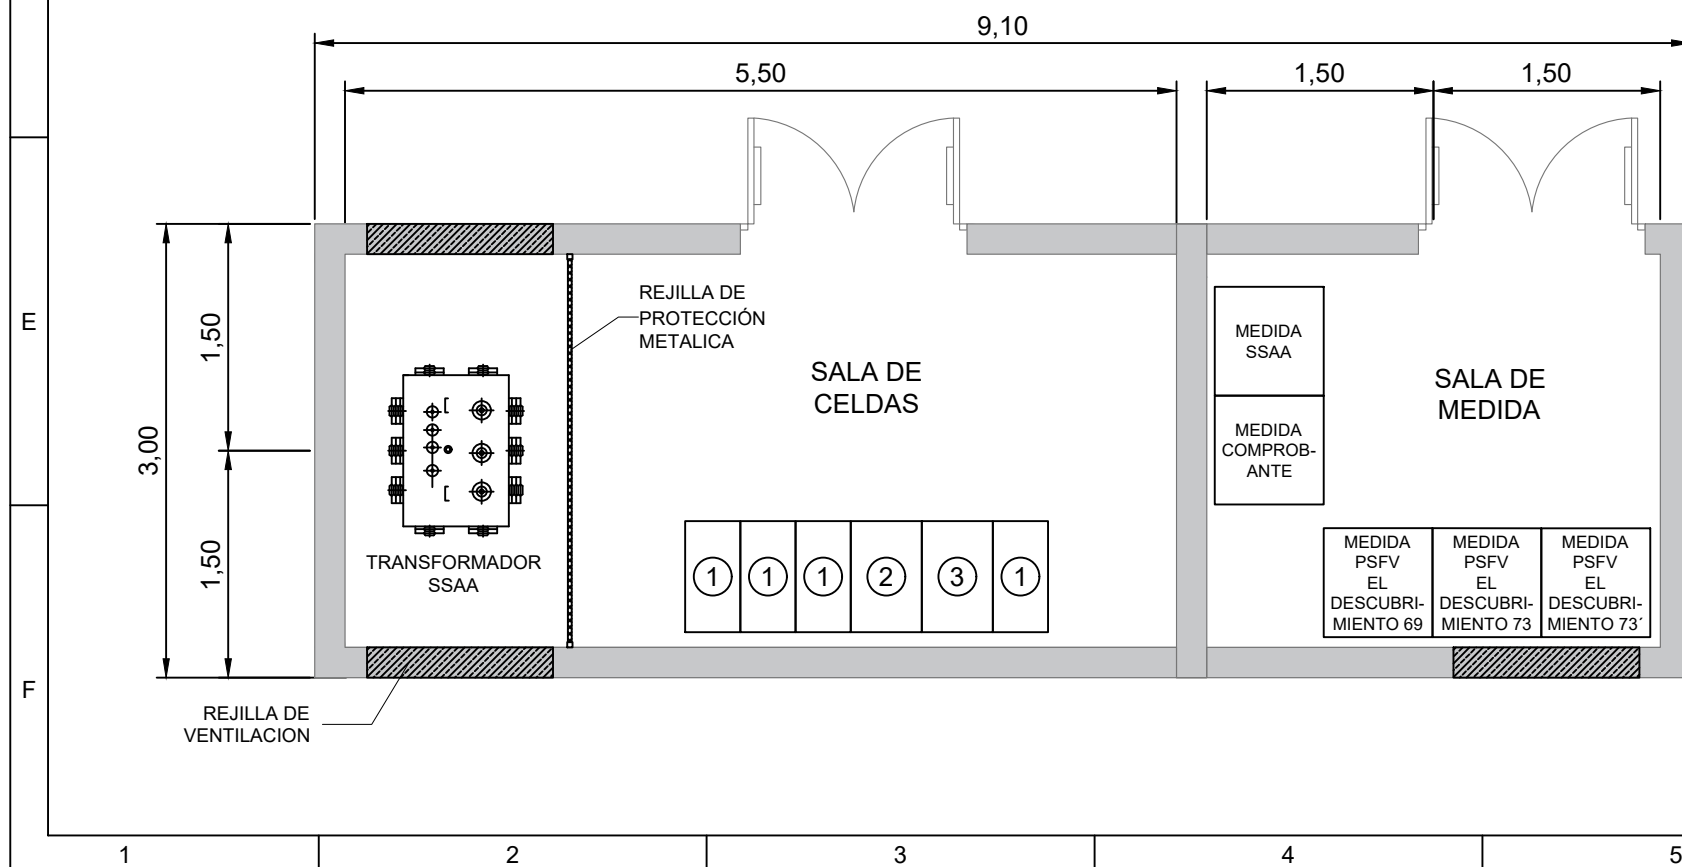 9,10
5,50
1,50
1,50
E
1,50
3,00
1,50
F
REJILLA DE
PROTECCIÓN
METALICA
SALA DE
CELDAS
MEDIDA
SSAA
MEDIDA
COMPROB-
ANTE
SALA DE
MEDIDA
TRANSFORMADOR
SSAA
1
1
1
2
3
1
MEDIDA
PSFV
EL
DESCUBRI-
MIENTO 69
MEDIDA
PSFV
EL
DESCUBRI-
MIENTO 73
MEDIDA
PSFV
EL
DESCUBRI-
MIENTO 73´
REJILLA DE
VENTILACION
1
2
3
4
5